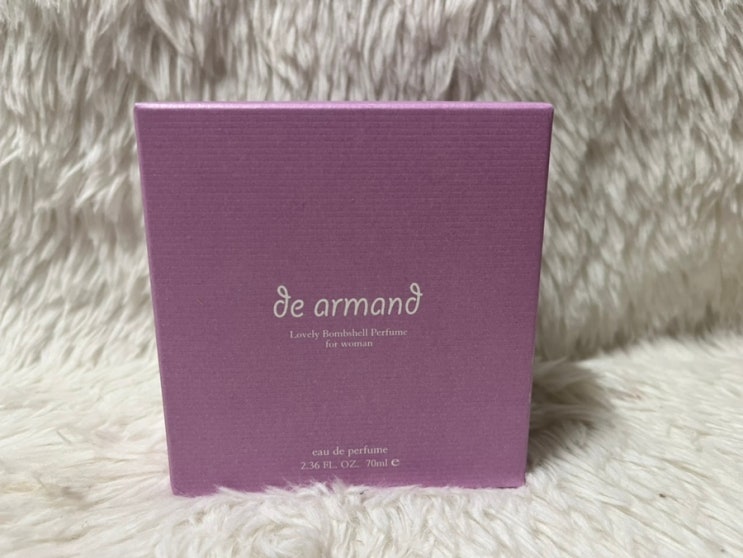 de armand
Lovely Bombshell Perfume
for woman
eau de perfume
2.36 FL. OZ. 70ml ℮